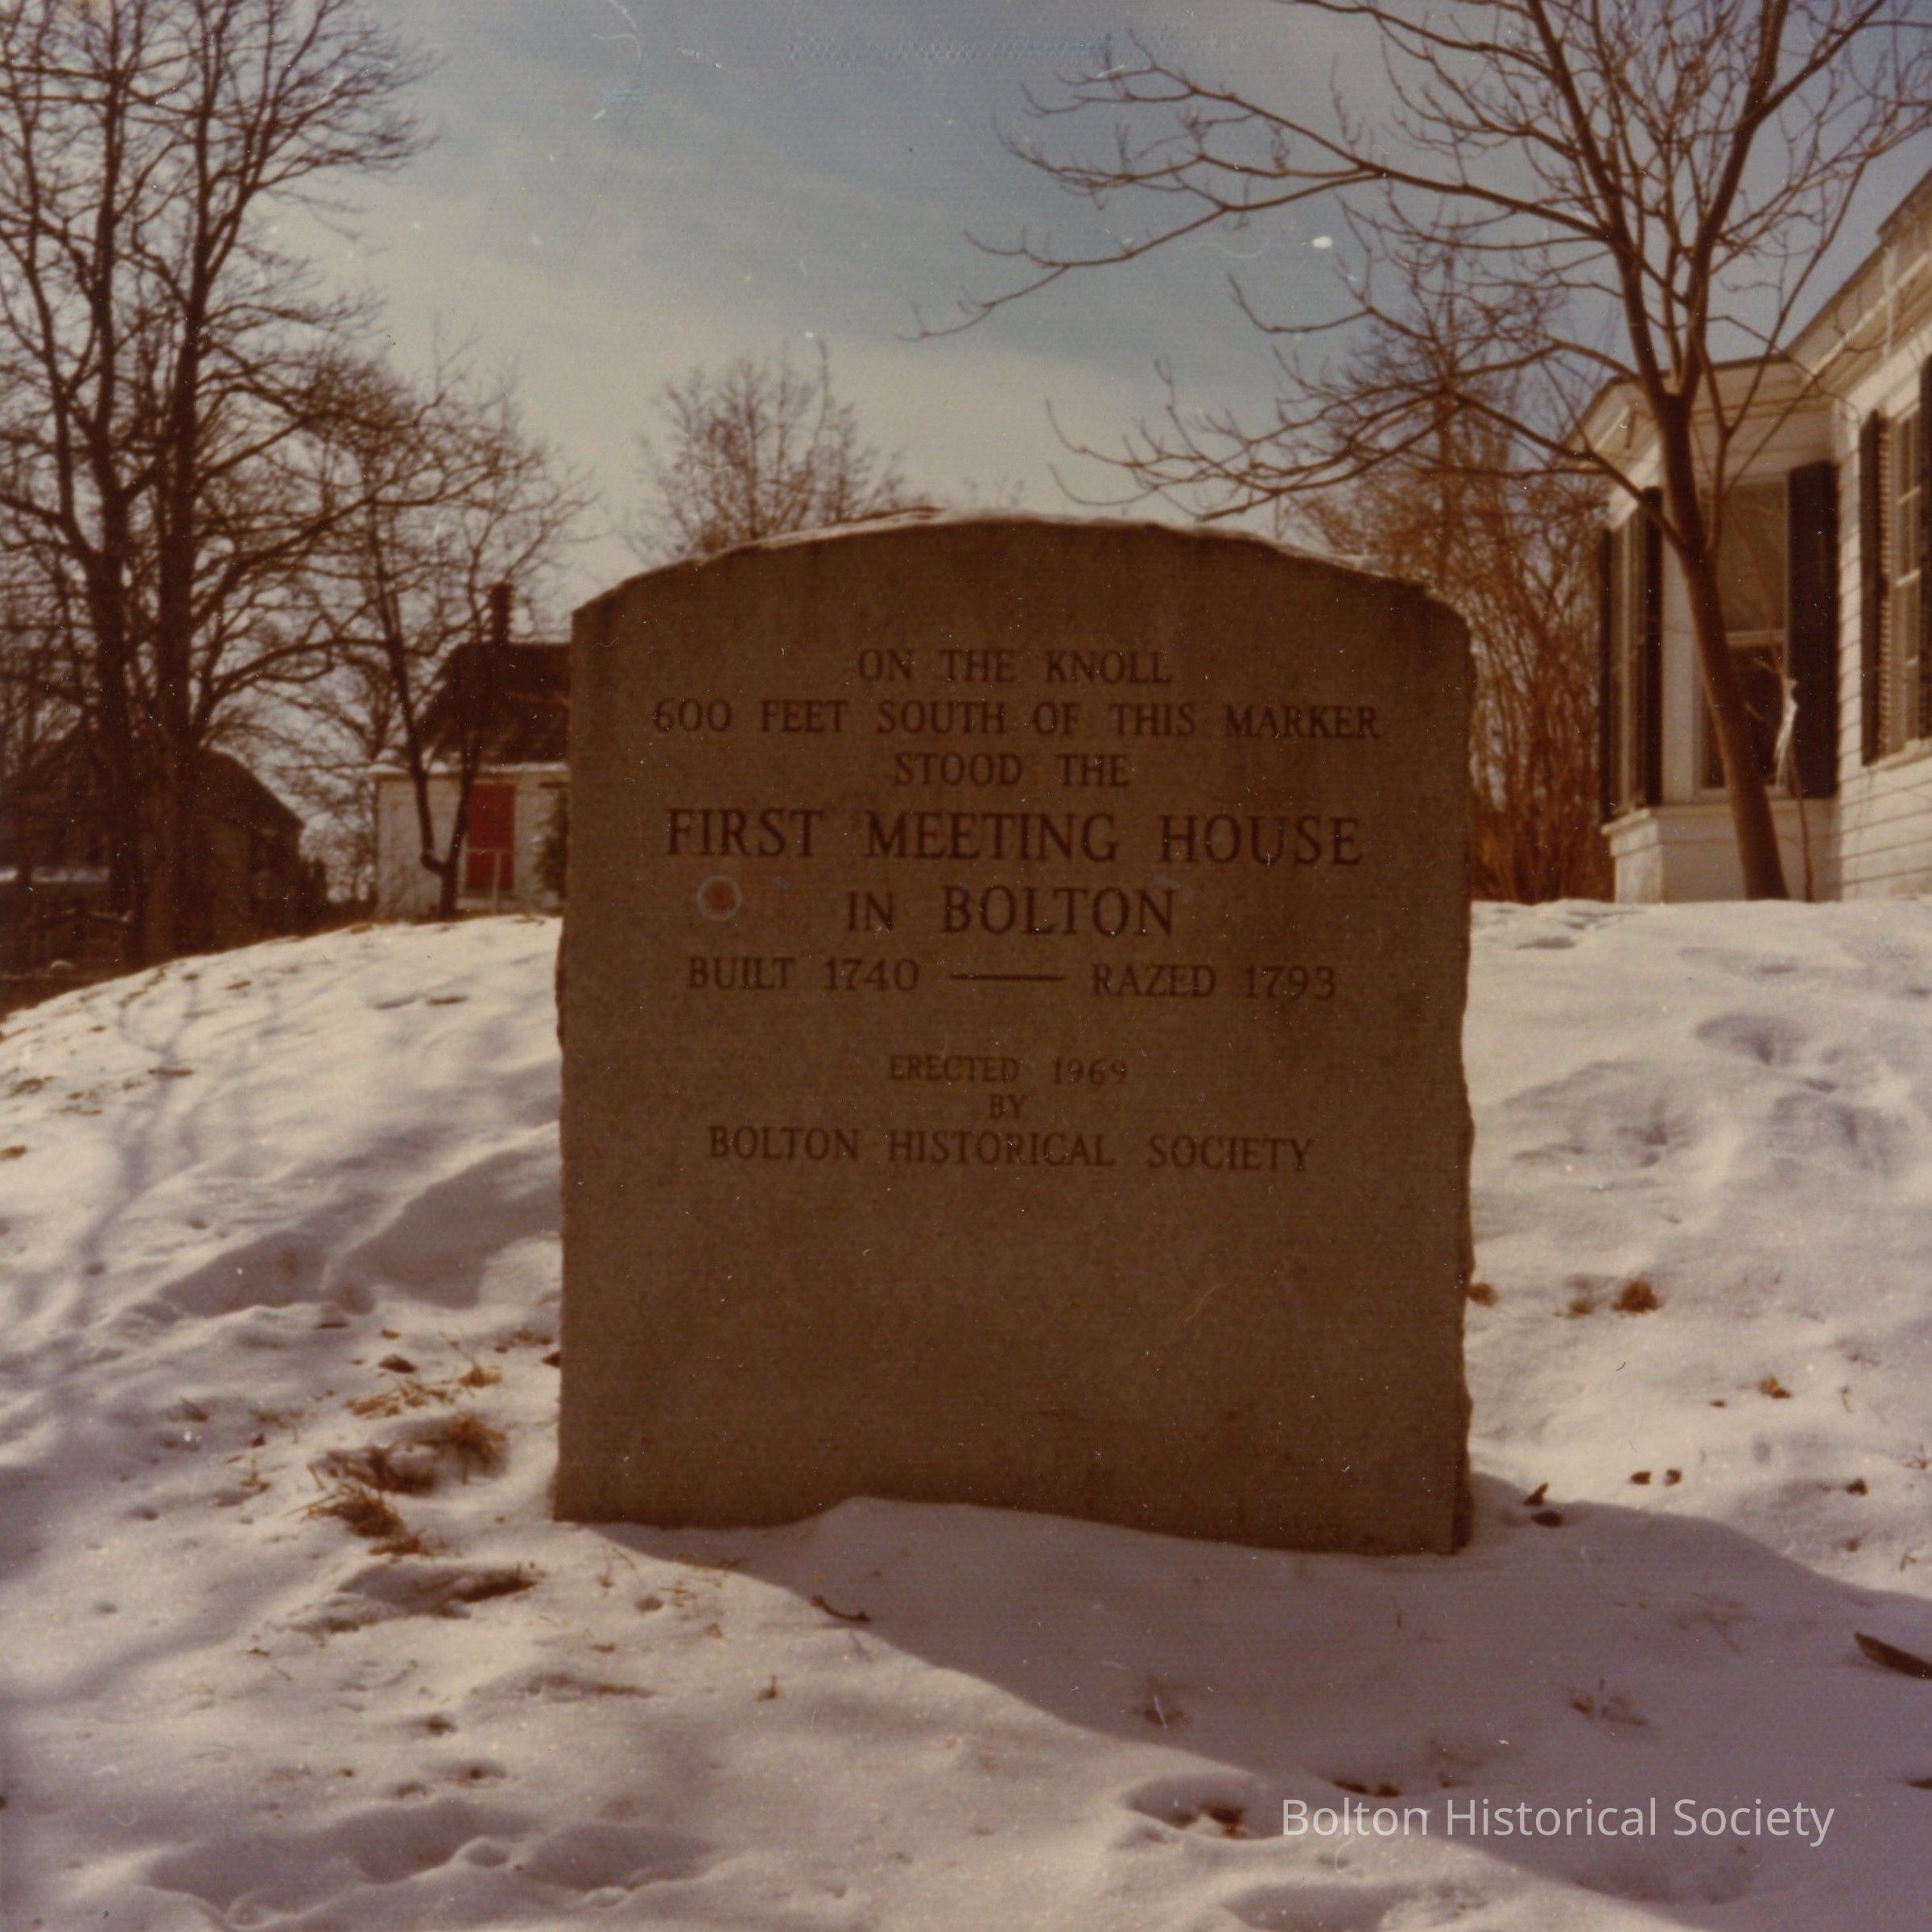 ON THE KNOLL
600 FEET SOUTH OF THIS MARKER
STOOD THE
FIRST MEETING HOUSE
IN BOLTON
BUILT 1740 — RAZED 1793
ERECTED 1969
BY
BOLTON HISTORICAL SOCIETY
Bolton Historical Society